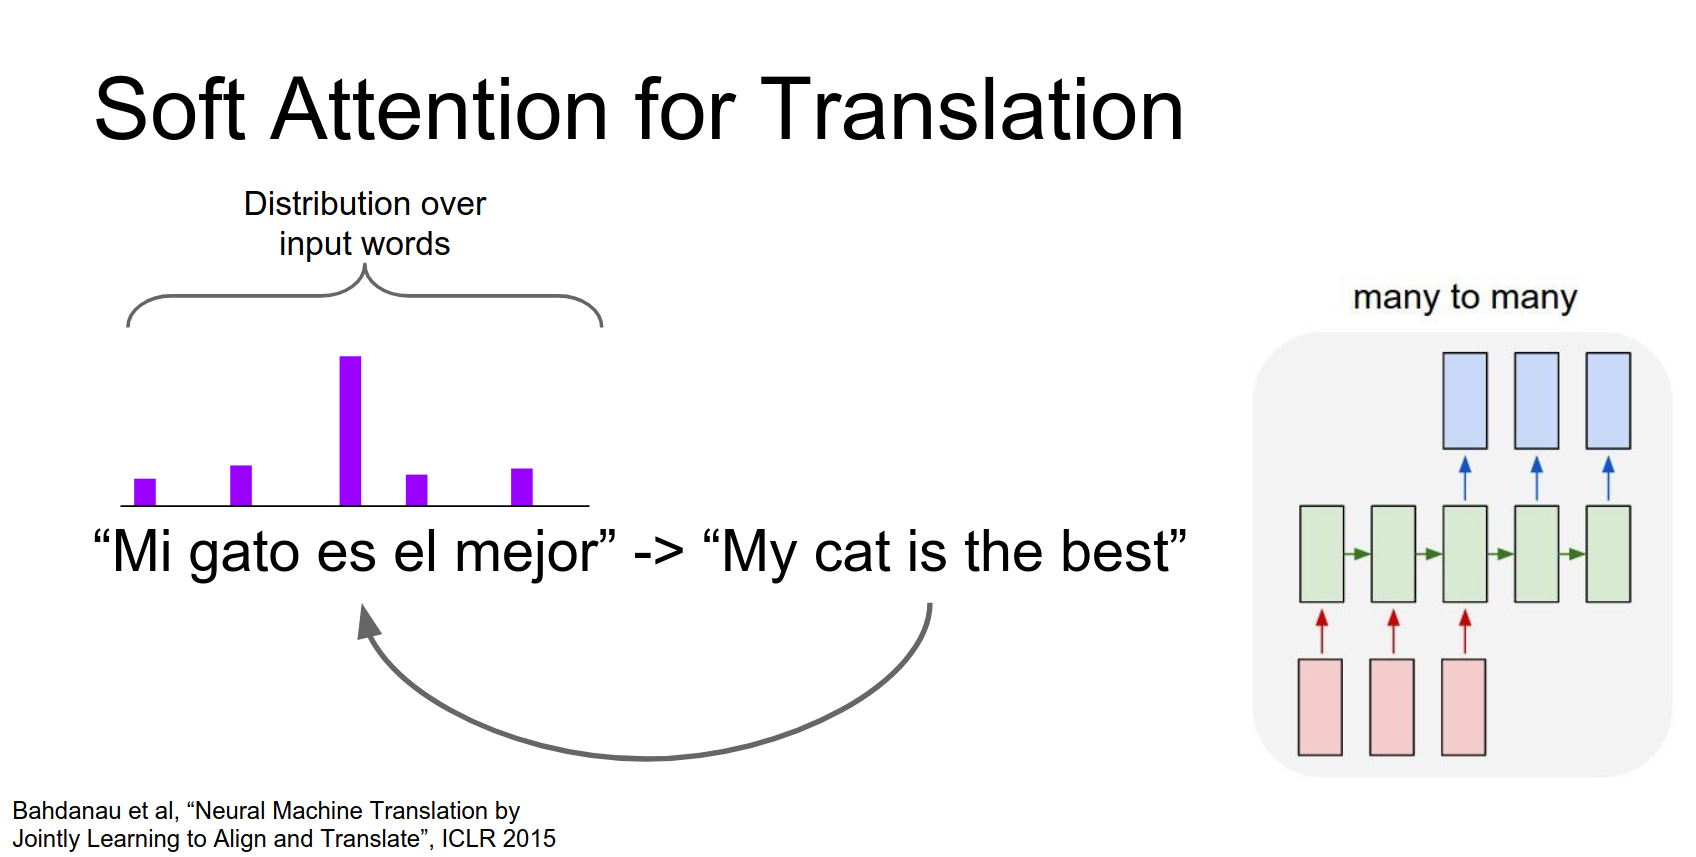 Soft Attention for Translation
Distribution over
input words
many to many
“Mi gato es el mejor” -> “My cat is the best”
Bahdanau et al, “Neural Machine Translation by
Jointly Learning to Align and Translate”, ICLR 2015